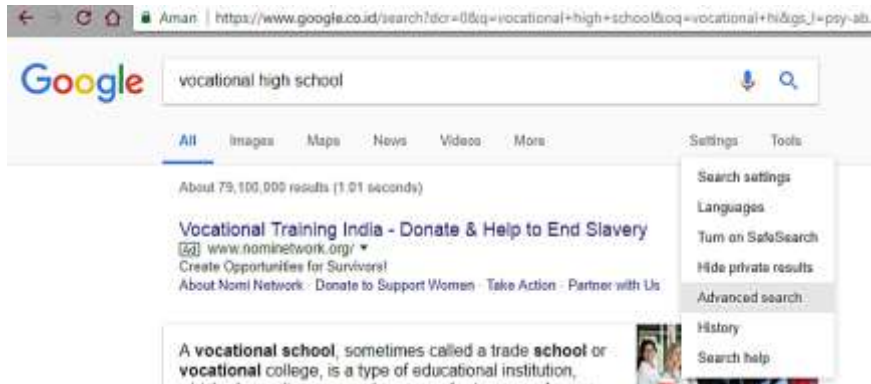 Aman | https://www.google.co.id/search?dcr=0&q=vocational+high+school&oq=vocational+hi&gs_l=psy-ab.
Google vocational high school
All Images Maps News Videos More Settings Tools
About 79,100,000 results (1.01 seconds)
Vocational Training India - Donate & Help to End Slavery
Ad www.nominetwork.org/
Create Opportunities for Survivors!
About Nomi Network · Donate to Support Women · Take Action · Partner with Us
A vocational school, sometimes called a trade school or
vocational college, is a type of educational institution,
Search settings
Languages
Turn on SafeSearch
Hide private results
Advanced search
History
Search help